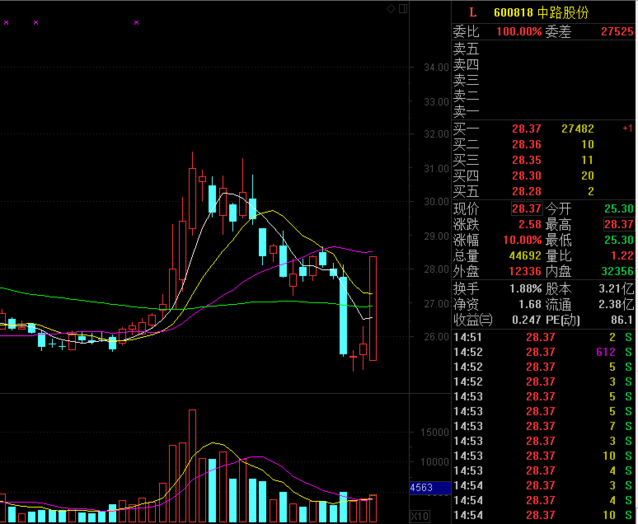 L 600818 中路股份
委比 100.00% 委差 27525
卖五
卖四
卖三
卖二
卖一
买一 28.37 27482 +1
买二 28.36 10
买三 28.35 11
买四 28.30 20
买五 28.28 2
现价 28.37 今开 25.30
涨跌 2.58 最高 28.37
涨幅 10.00% 最低 25.30
总量 44692 量比 1.22
外盘 12336 内盘 32356
换手 1.88% 股本 3.21亿
净资 1.68 流通 2.38亿
收益㈢ 0.247 PE(动) 86.1
14:51 28.37 2 S
14:52 28.37 612 S
14:52 28.37 5 S
14:52 28.37 3 S
14:53 28.37 5 S
14:53 28.37 5 S
14:53 28.37 7 S
14:53 28.37 3 S
14:53 28.37 10 S
14:53 28.37 4 S
14:54 28.37 3 S
14:54 28.37 4 S
14:54 28.37 10 S
34.00
33.00
32.00
31.00
30.00
29.00
28.00
27.00
26.00
15000
10000
4563
X10